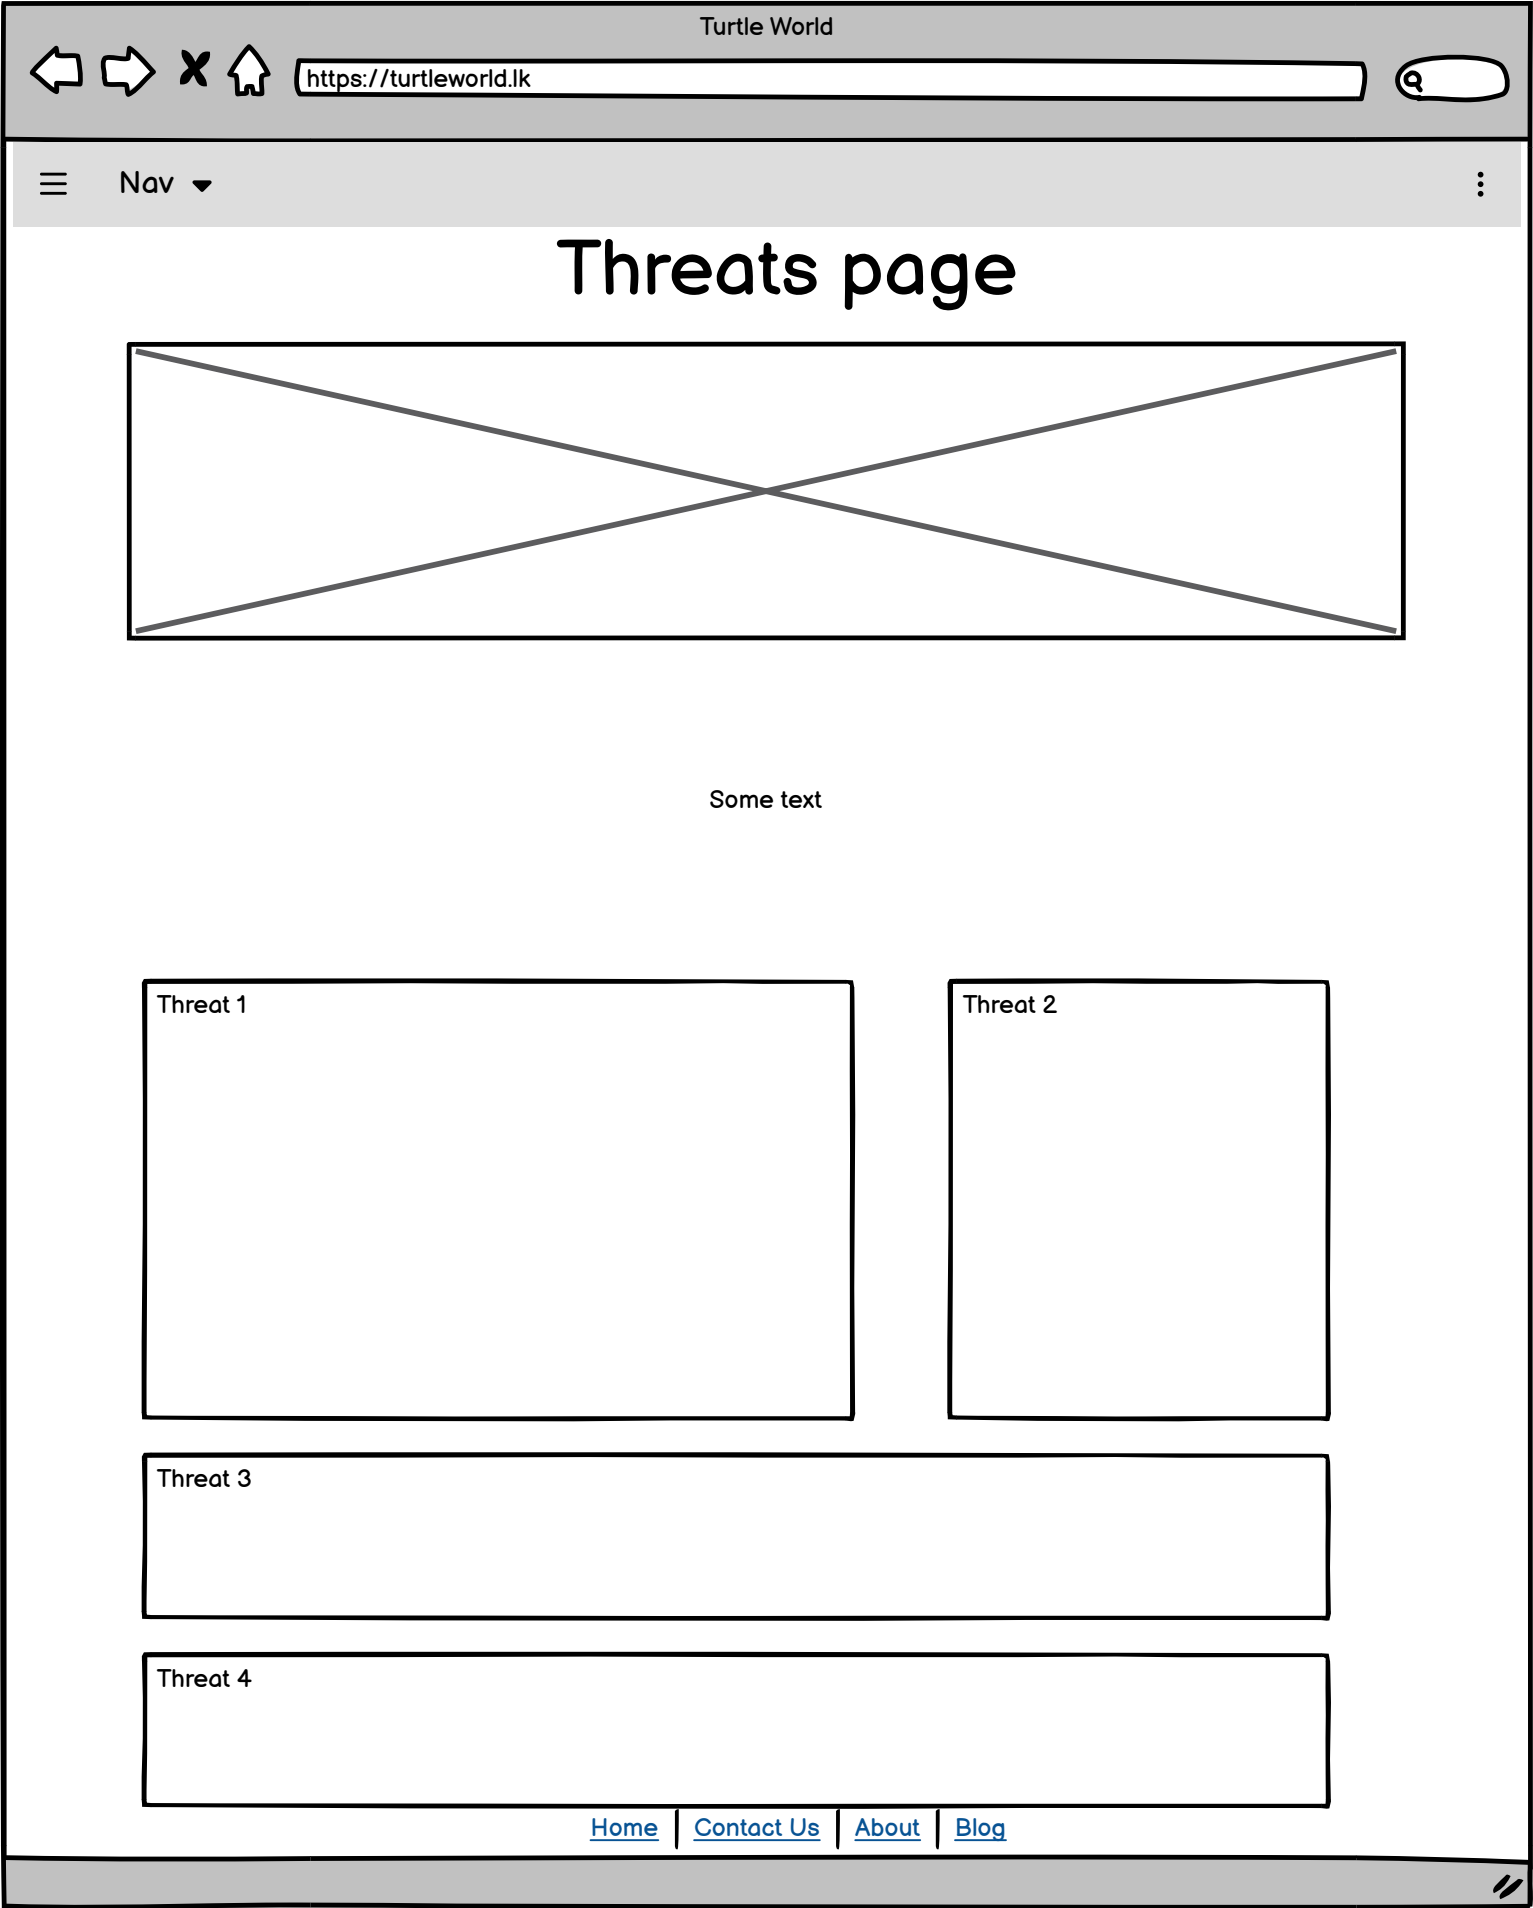 Turtle World
https://turtleworld.lk
Nav
Threats page
Some text
Threat 1
Threat 2
Threat 3
Threat 4
Home Contact Us About Blog